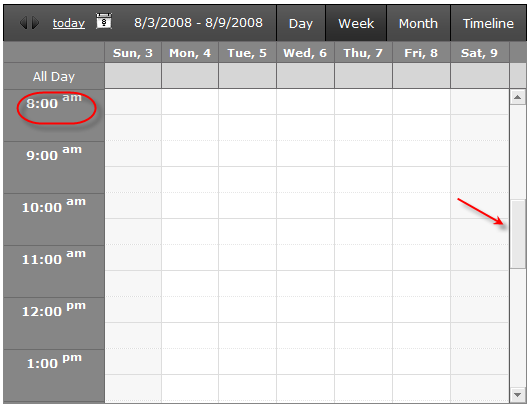 today 8/3/2008 - 8/9/2008 Day Week Month Timeline
Sun, 3 Mon, 4 Tue, 5 Wed, 6 Thu, 7 Fri, 8 Sat, 9
All Day
8:00 am
9:00 am
10:00 am
11:00 am
12:00 pm
1:00 pm